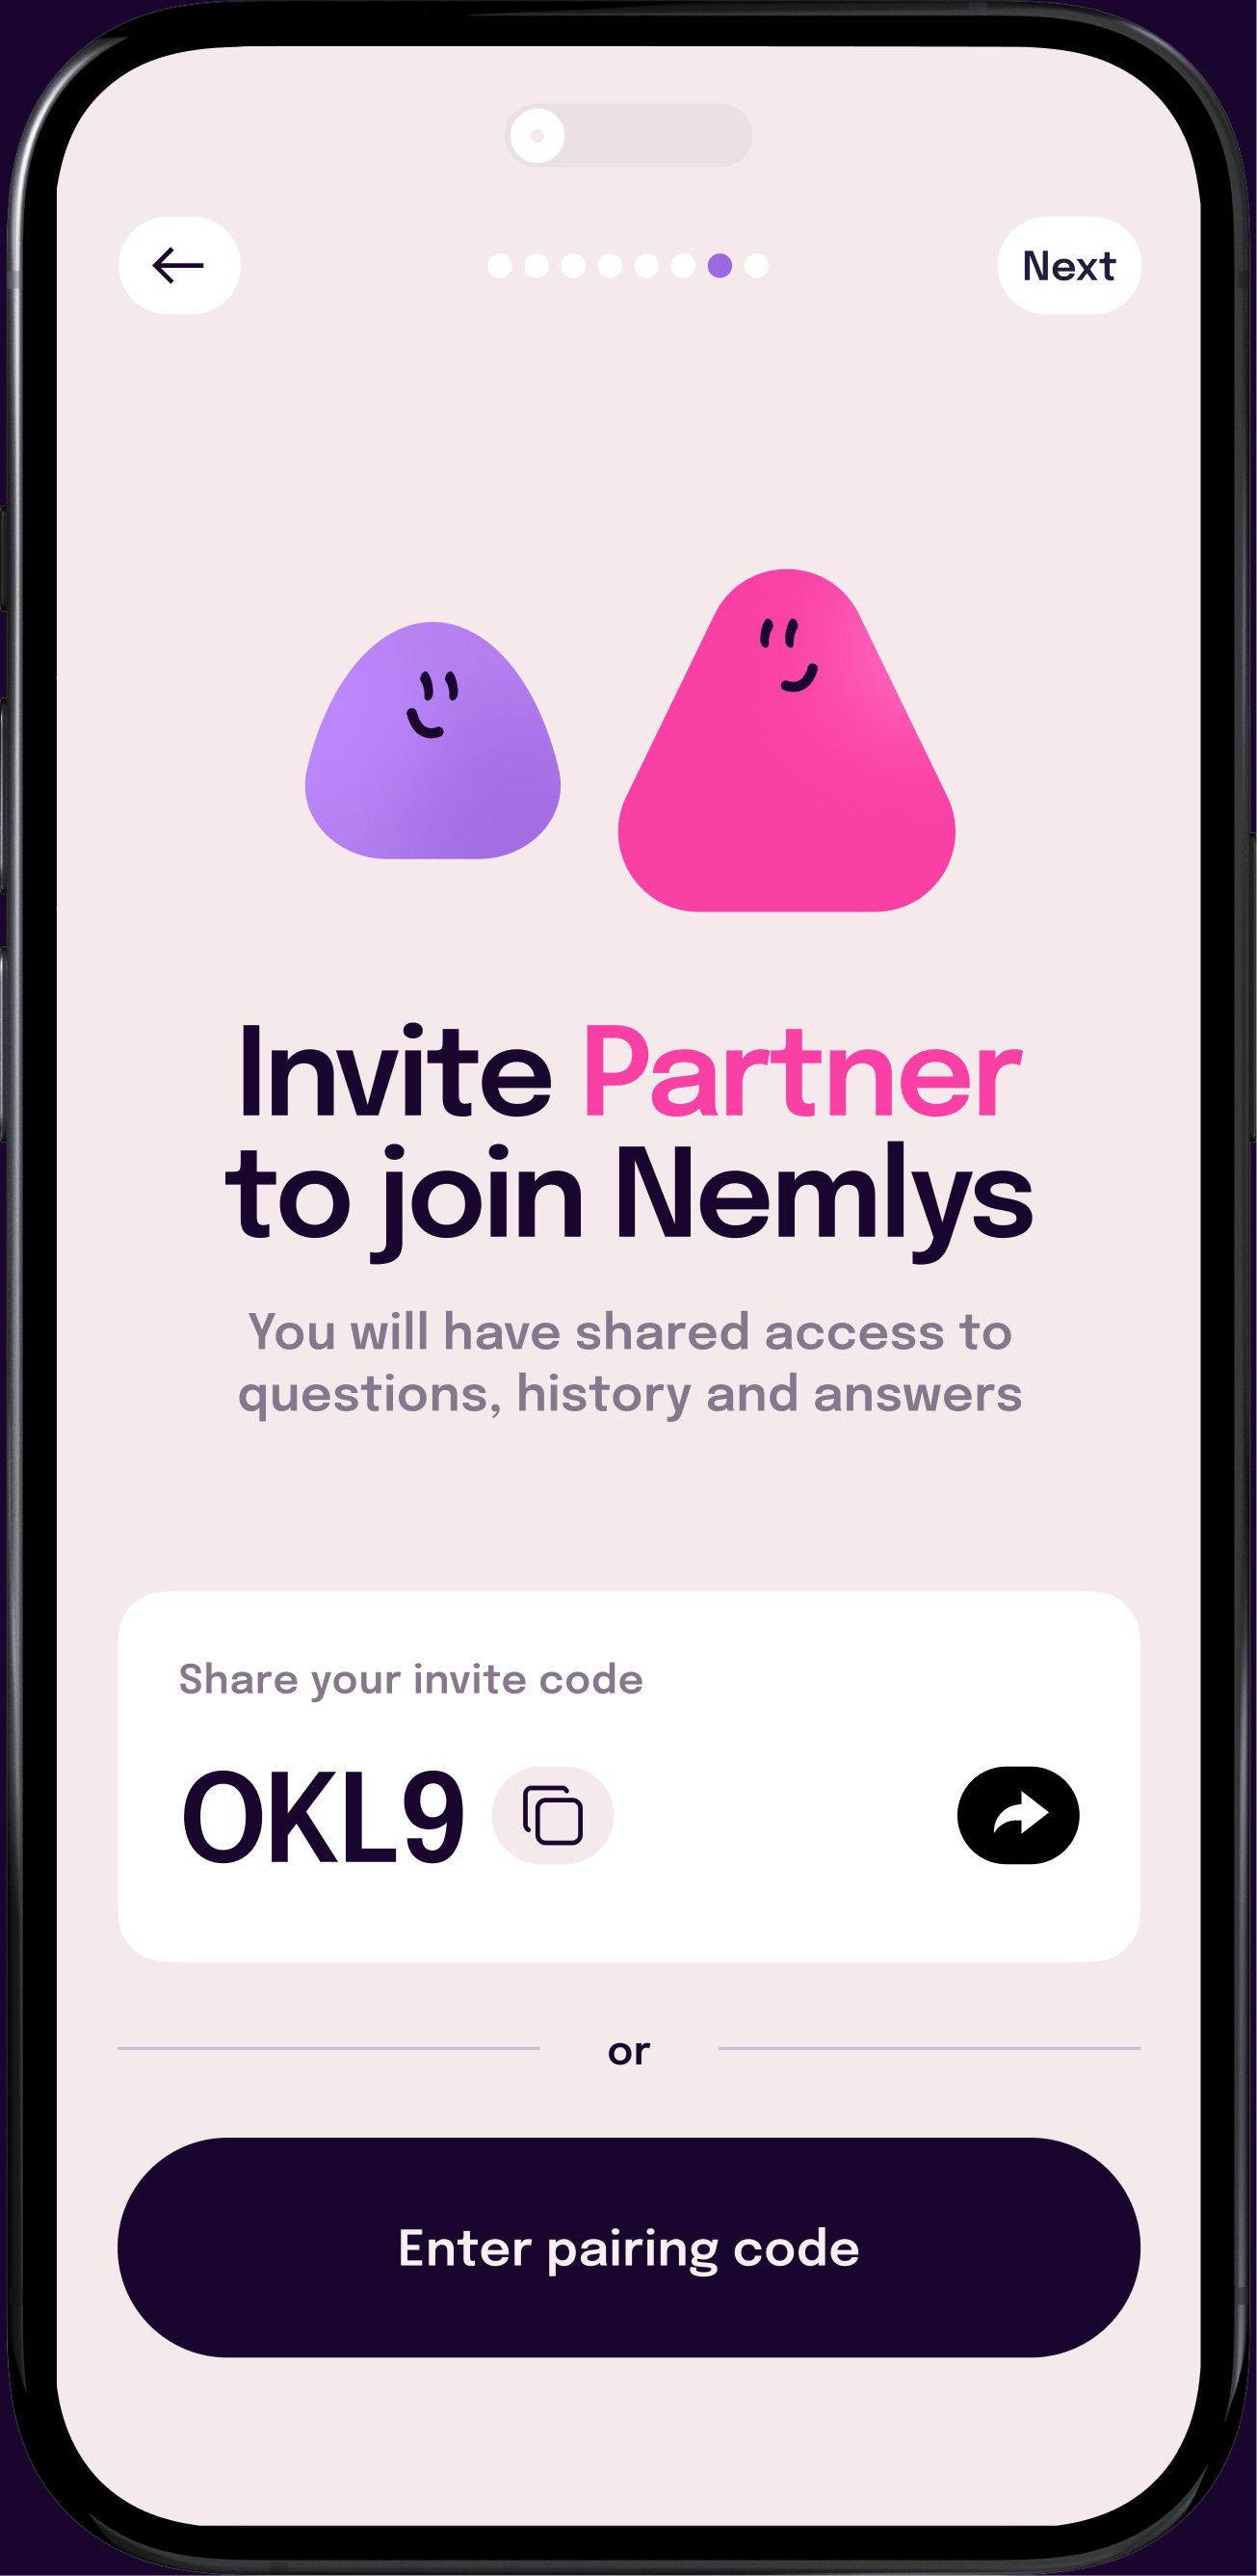 Next
Invite Partner
to join Nemlys
You will have shared access to
questions, history and answers
Share your invite code
OKL9
or
Enter pairing code